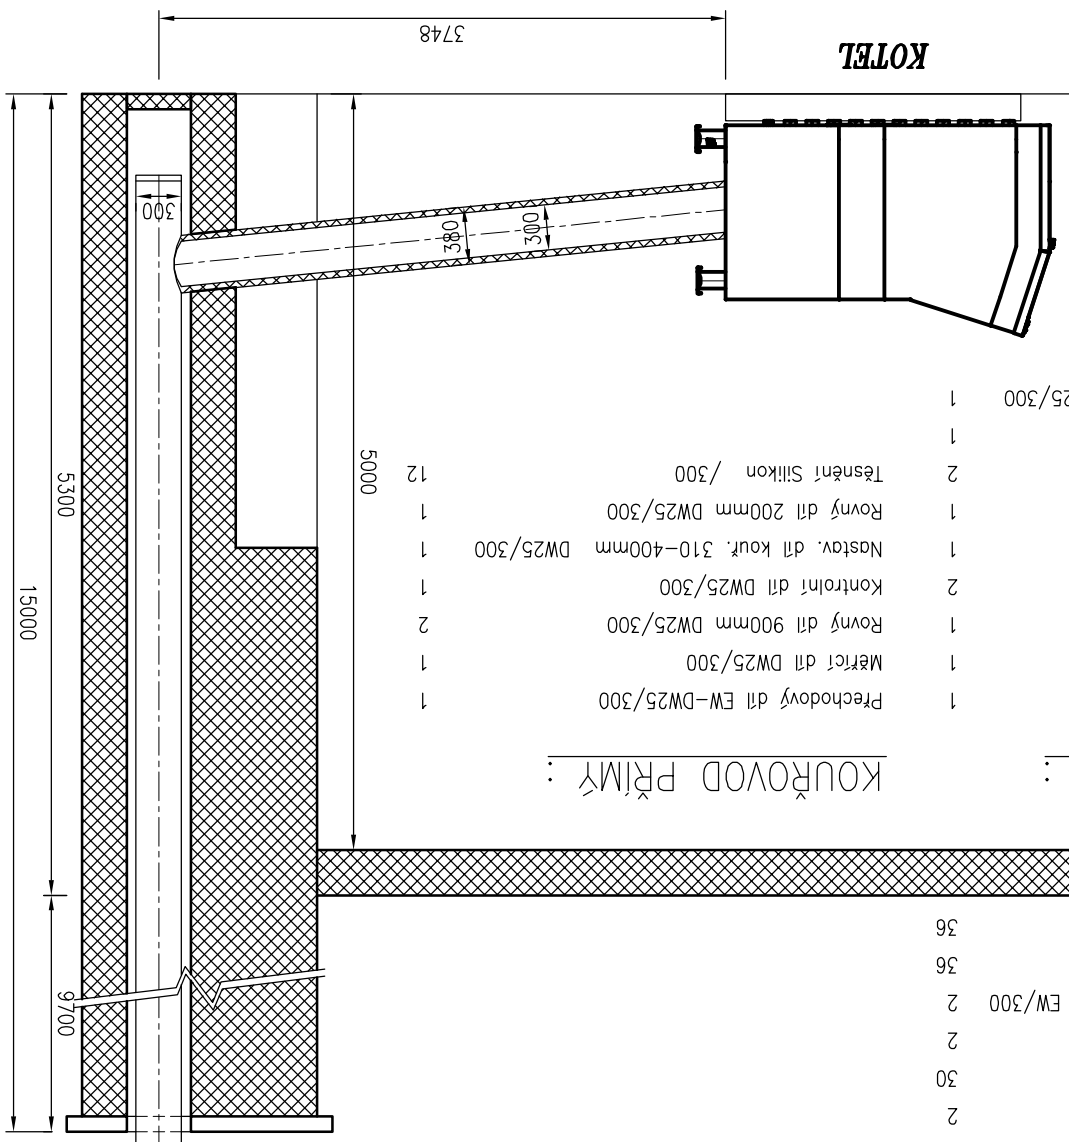 2
30
2
EW/300 2
36
36
:
1
1
1
2
1
1
2
1
25/300 1
KOUŘOVOD PŘÍMÝ :
Přechodový díl EW-DW25/300 1
Měřící díl DW25/300 1
Rovný díl 900mm DW25/300 2
Kontrolní díl DW25/300 1
Nastav. díl kouř. 310-400mm DW25/300 1
Rovný díl 200mm DW25/300 1
Těsnění Silikon /300 12
9700
15000
5300
5000
300
380
300
KOTEL
3748